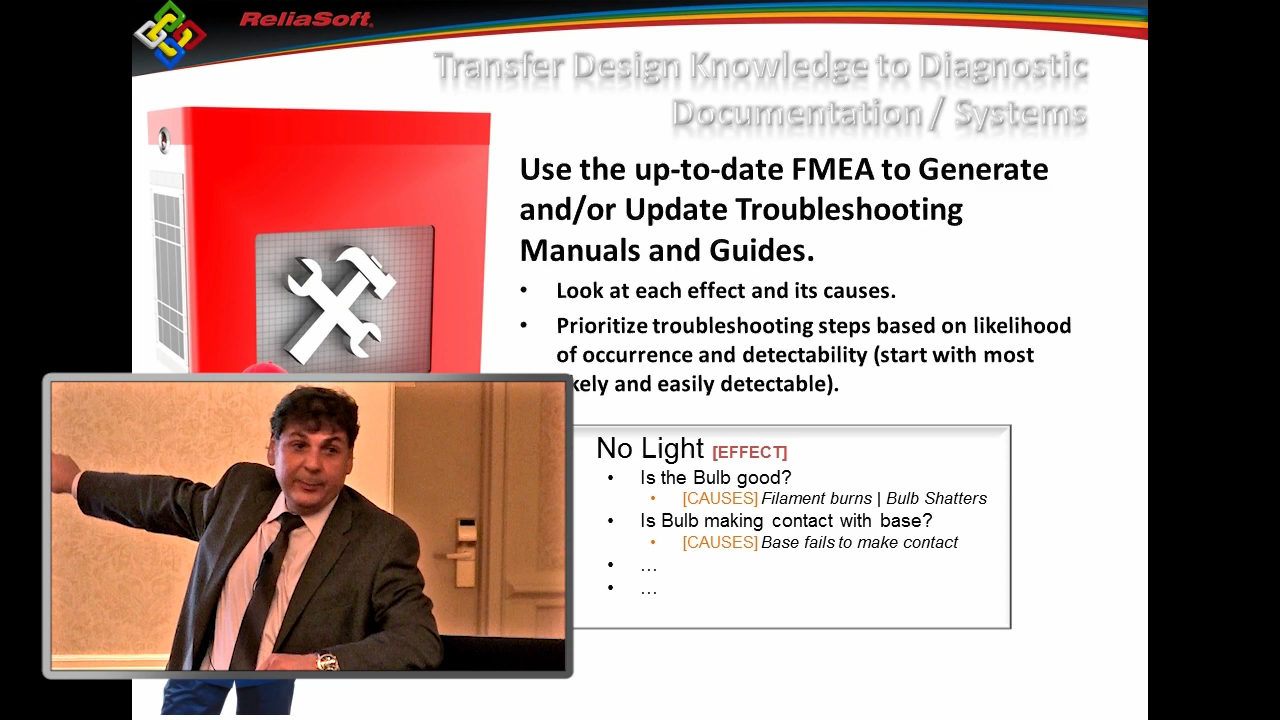 ReliaSoft
Transfer Design Knowledge to Diagnostic
Documentation / Systems
Use the up-to-date FMEA to Generate
and/or Update Troubleshooting
Manuals and Guides.
• Look at each effect and its causes.
• Prioritize troubleshooting steps based on likelihood
of occurrence and detectability (start with most
kely and easily detectable).
No Light [EFFECT]
• Is the Bulb good?
• [CAUSES] Filament burns | Bulb Shatters
• Is Bulb making contact with base?
• [CAUSES] Base fails to make contact
• ...
• ...